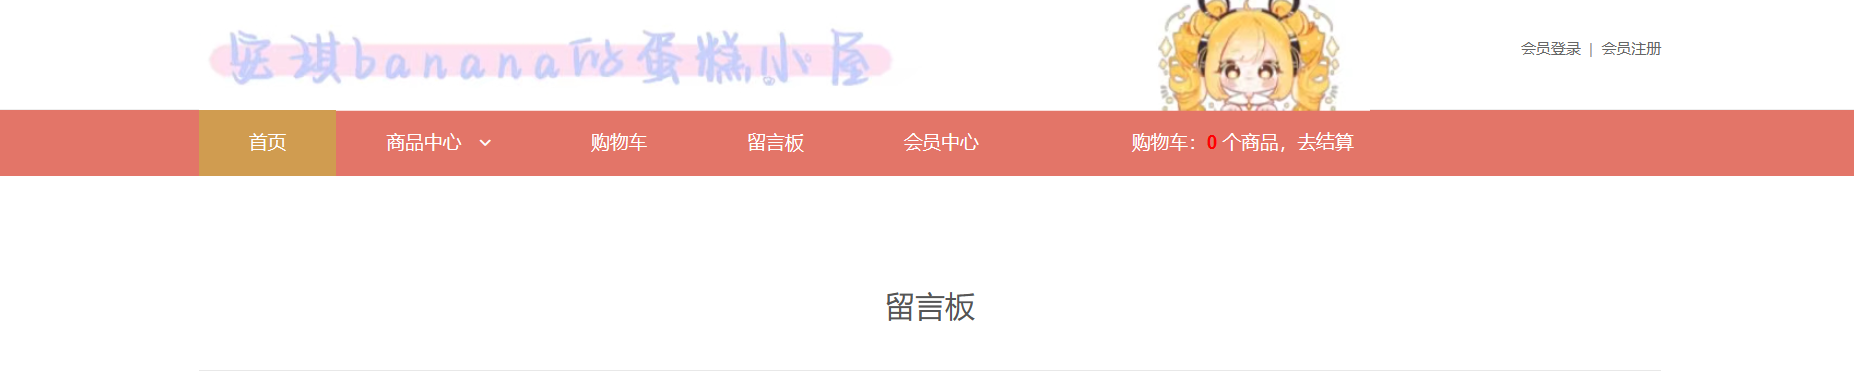 安琪banana的蛋糕小屋
会员登录 | 会员注册
首页 商品中心 购物车 留言板 会员中心 购物车：0 个商品，去结算
留言板